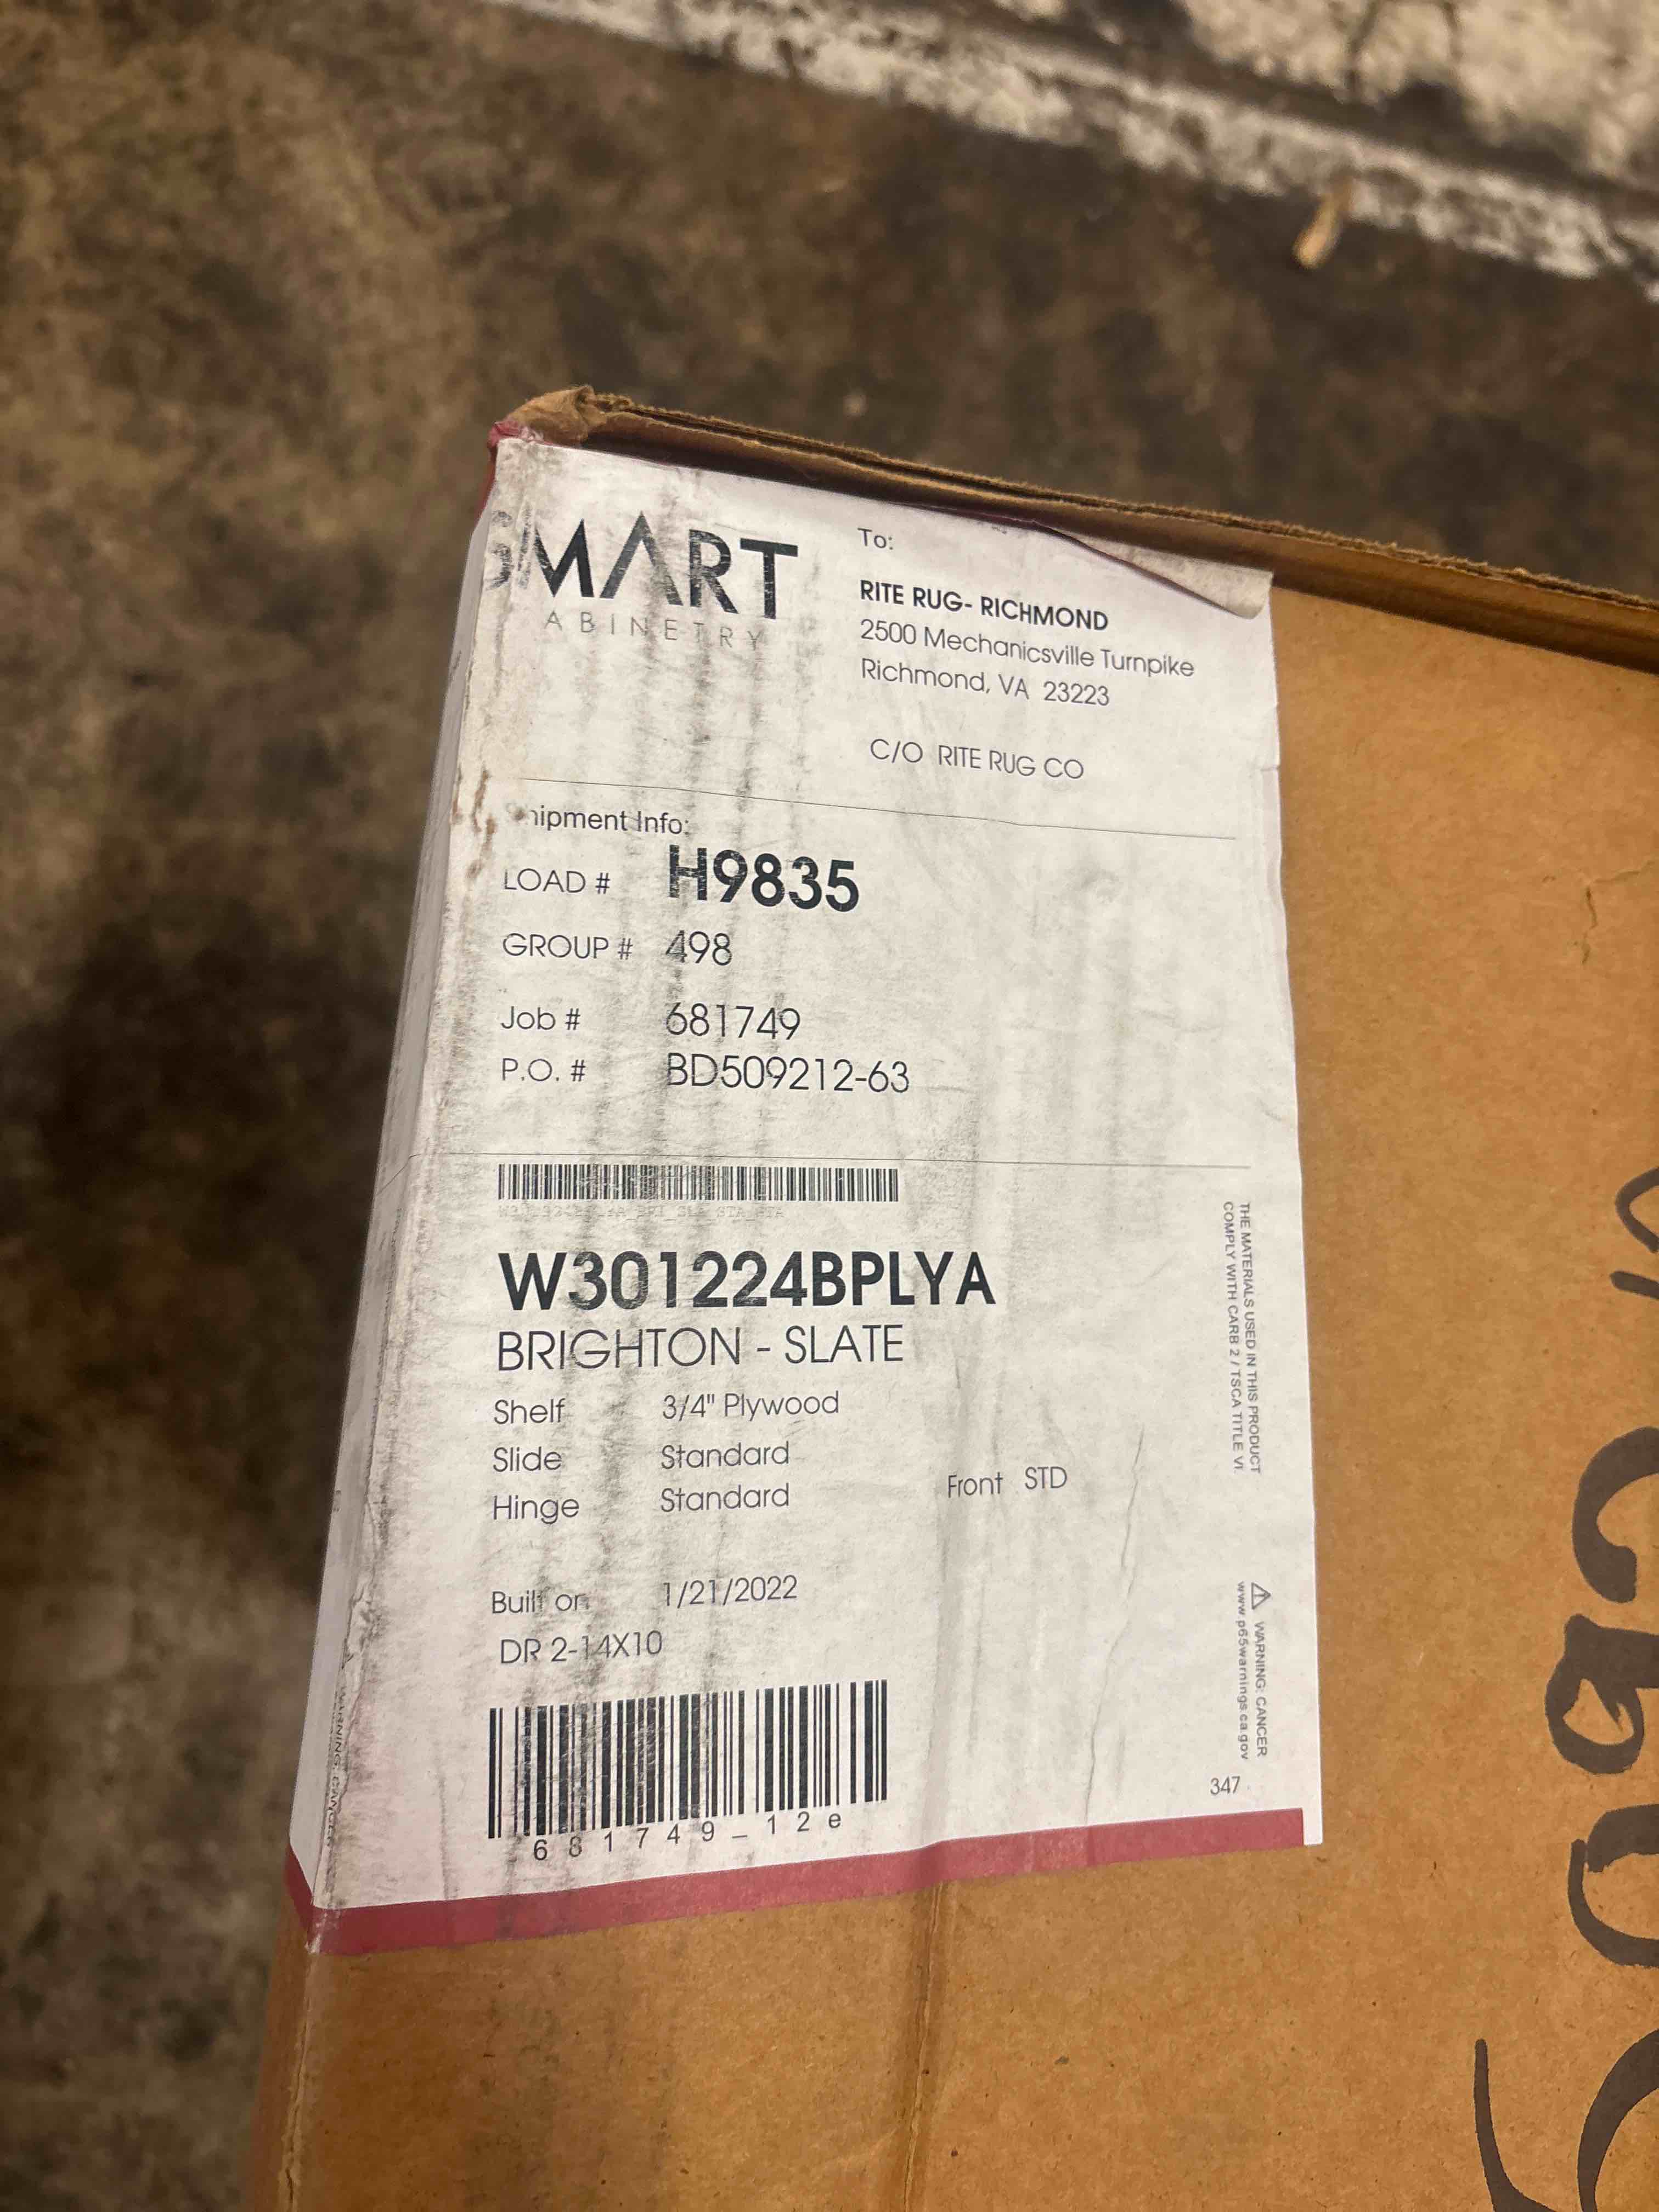 SMART
ABINETRY
To:
RITE RUG- RICHMOND
2500 Mechanicsville Turnpike
Richmond, VA 23223
C/O RITE RUG CO
hipment Info:
LOAD # H9835
GROUP # 498
Job # 681749
P.O. # BD509212-63
W301224BPLYA
BRIGHTON - SLATE
Shelf 3/4" Plywood
Slide Standard
Hinge Standard
Front STD
Built on 1/21/2022
DR 2-14X10
681749-12e
THE MATERIALS USED IN THIS PRODUCT
COMPLY WITH CARB 2 / TSCA TITLE VI
⚠ WARNING: CANCER
www.p65warnings.ca.gov
347
WARNING: CANCER